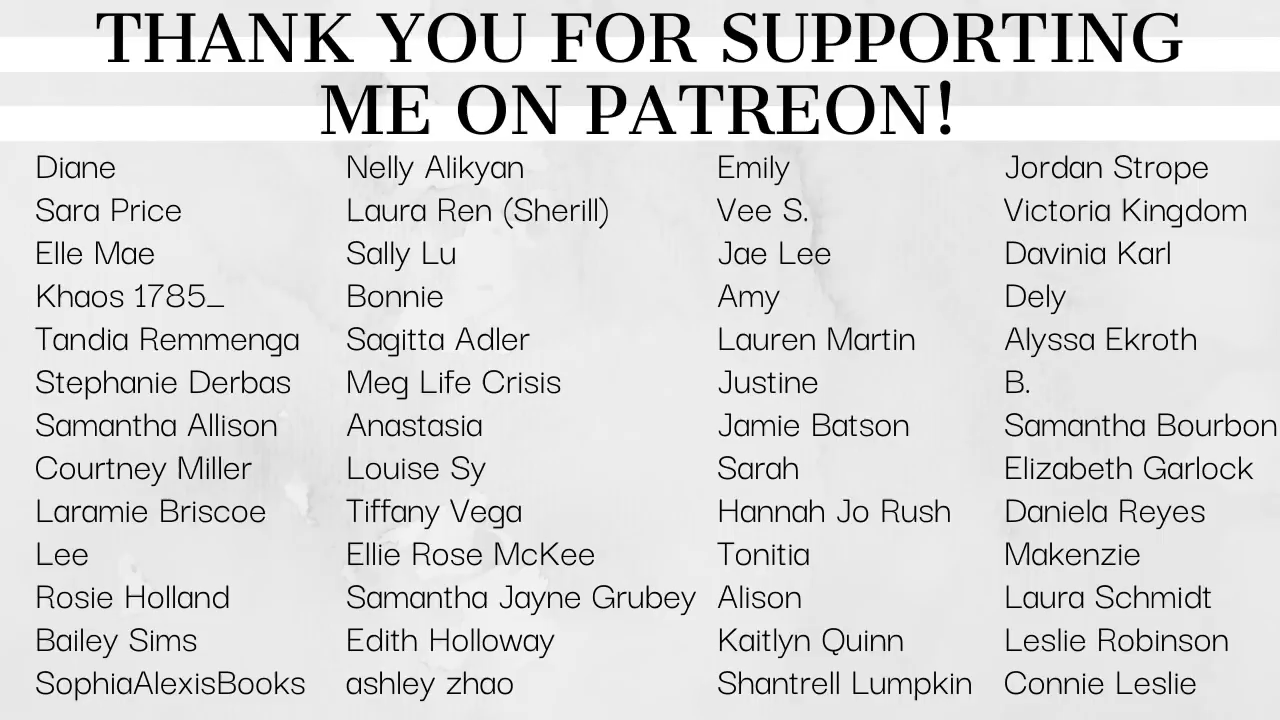 THANK YOU FOR SUPPORTING
ME ON PATREON!
Diane
Sara Price
Elle Mae
Khaos 1785_
Tandia Remmenga
Stephanie Derbas
Samantha Allison
Courtney Miller
Laramie Briscoe
Lee
Rosie Holland
Bailey Sims
SophiaAlexisBooks
Nelly Alikyan
Laura Ren (Sherill)
Sally Lu
Bonnie
Sagitta Adler
Meg Life Crisis
Anastasia
Louise Sy
Tiffany Vega
Ellie Rose McKee
Samantha Jayne Grubey
Edith Holloway
ashley zhao
Emily
Vee S.
Jae Lee
Amy
Lauren Martin
Justine
Jamie Batson
Sarah
Hannah Jo Rush
Tonitia
Alison
Kaitlyn Quinn
Shantrell Lumpkin
Jordan Strope
Victoria Kingdom
Davinia Karl
Dely
Alyssa Ekroth
B.
Samantha Bourbon
Elizabeth Garlock
Daniela Reyes
Makenzie
Laura Schmidt
Leslie Robinson
Connie Leslie